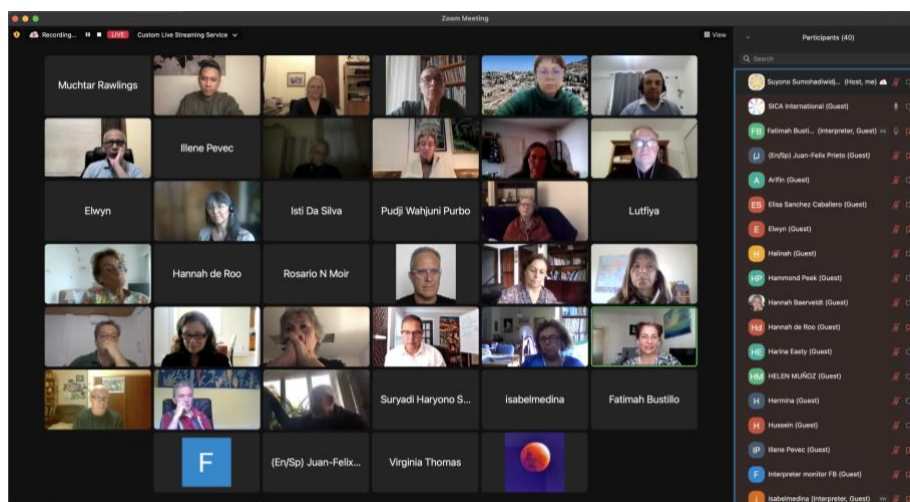 Zoom Meeting
Recording...
LIVE
Custom Live Streaming Service
View
Participants (40)
Search
Muchtar Rawlings
Illene Pevec
Elwyn
Isti Da Silva
Pudji Wahjuni Purbo
Lutfiya
Hannah de Roo
Rosario N Moir
Suryadi Haryono S...
isabelmedina
Fatimah Bustillo
F
(En/Sp) Juan-Felix...
Virginia Thomas
Suyono Sumohadiwidj... (Host, me)
SICA International (Guest)
FB Fatimah Busti... (Interpreter, Guest)
(En/Sp) Juan-Felix Prieto (Guest)
A Arifin (Guest)
ES Elisa Sanchez Caballero (Guest)
E Elwyn (Guest)
H Halinah (Guest)
HP Hammond Peek (Guest)
Hannah Baerveldt (Guest)
Hd Hannah de Roo (Guest)
HE Harina Easty (Guest)
HM HELEN MUÑOZ (Guest)
H Hermina (Guest)
H Hussein (Guest)
IP Illene Pevec (Guest)
F Interpreter monitor FB (Guest)
I Isabelmedina (Interpreter, Guest)